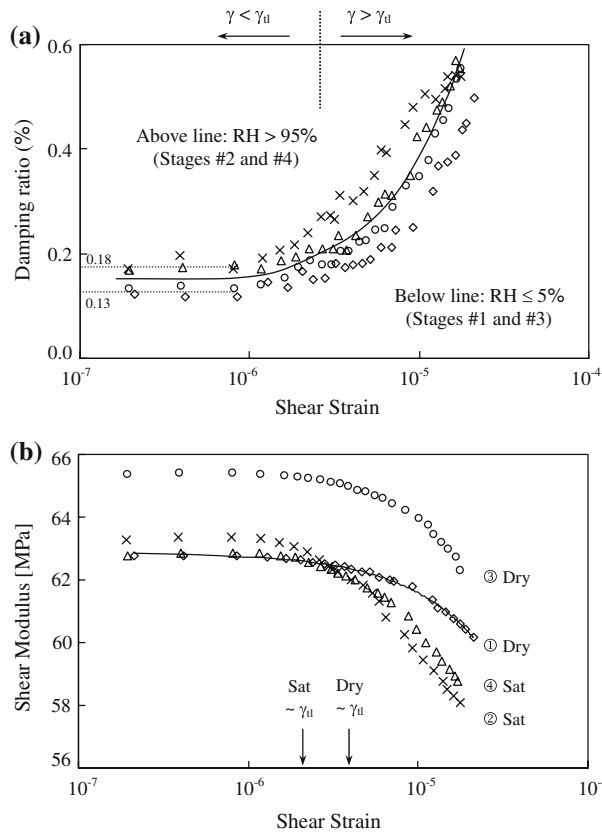 γ < γtl γ > γtl
(a)
0.6
0.4
0.2
0.0
Damping ratio (%)
Above line: RH > 95%
(Stages #2 and #4)
0.18
0.13
Below line: RH ≤ 5%
(Stages #1 and #3)
10-7 10-6 10-5 10-4
Shear Strain
(b)
66
64
62
60
58
56
Shear Modulus [MPa]
③ Dry
① Dry
④ Sat
② Sat
Sat
~ γtl
Dry
~ γtl
10-7 10-6 10-5 10-
Shear Strain